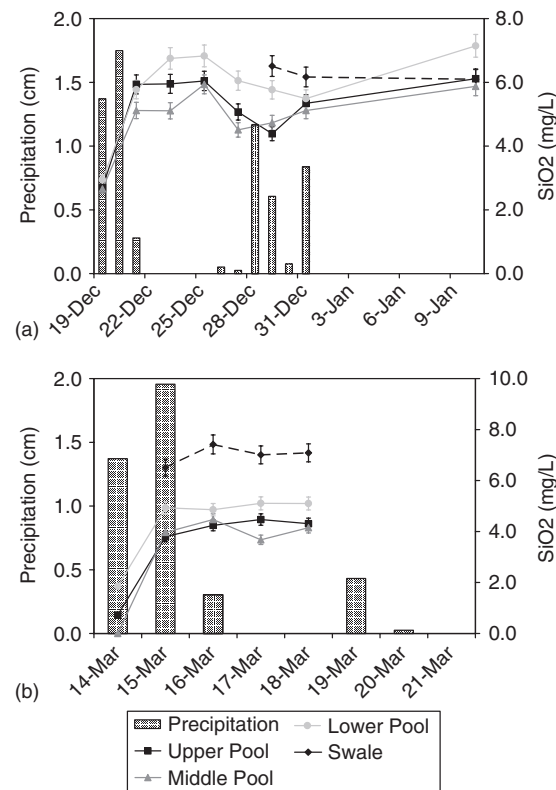 2.0
1.5
1.0
0.5
0.0
Precipitation (cm)
8.0
6.0
4.0
2.0
0.0
SiO2 (mg/L)
19-Dec
22-Dec
25-Dec
28-Dec
31-Dec
3-Jan
6-Jan
9-Jan
(a)
2.0
1.5
1.0
0.5
0.0
Precipitation (cm)
10.0
8.0
6.0
4.0
2.0
0.0
SiO2 (mg/L)
14-Mar
15-Mar
16-Mar
17-Mar
18-Mar
19-Mar
20-Mar
21-Mar
(b)
Precipitation
Lower Pool
Upper Pool
Swale
Middle Pool